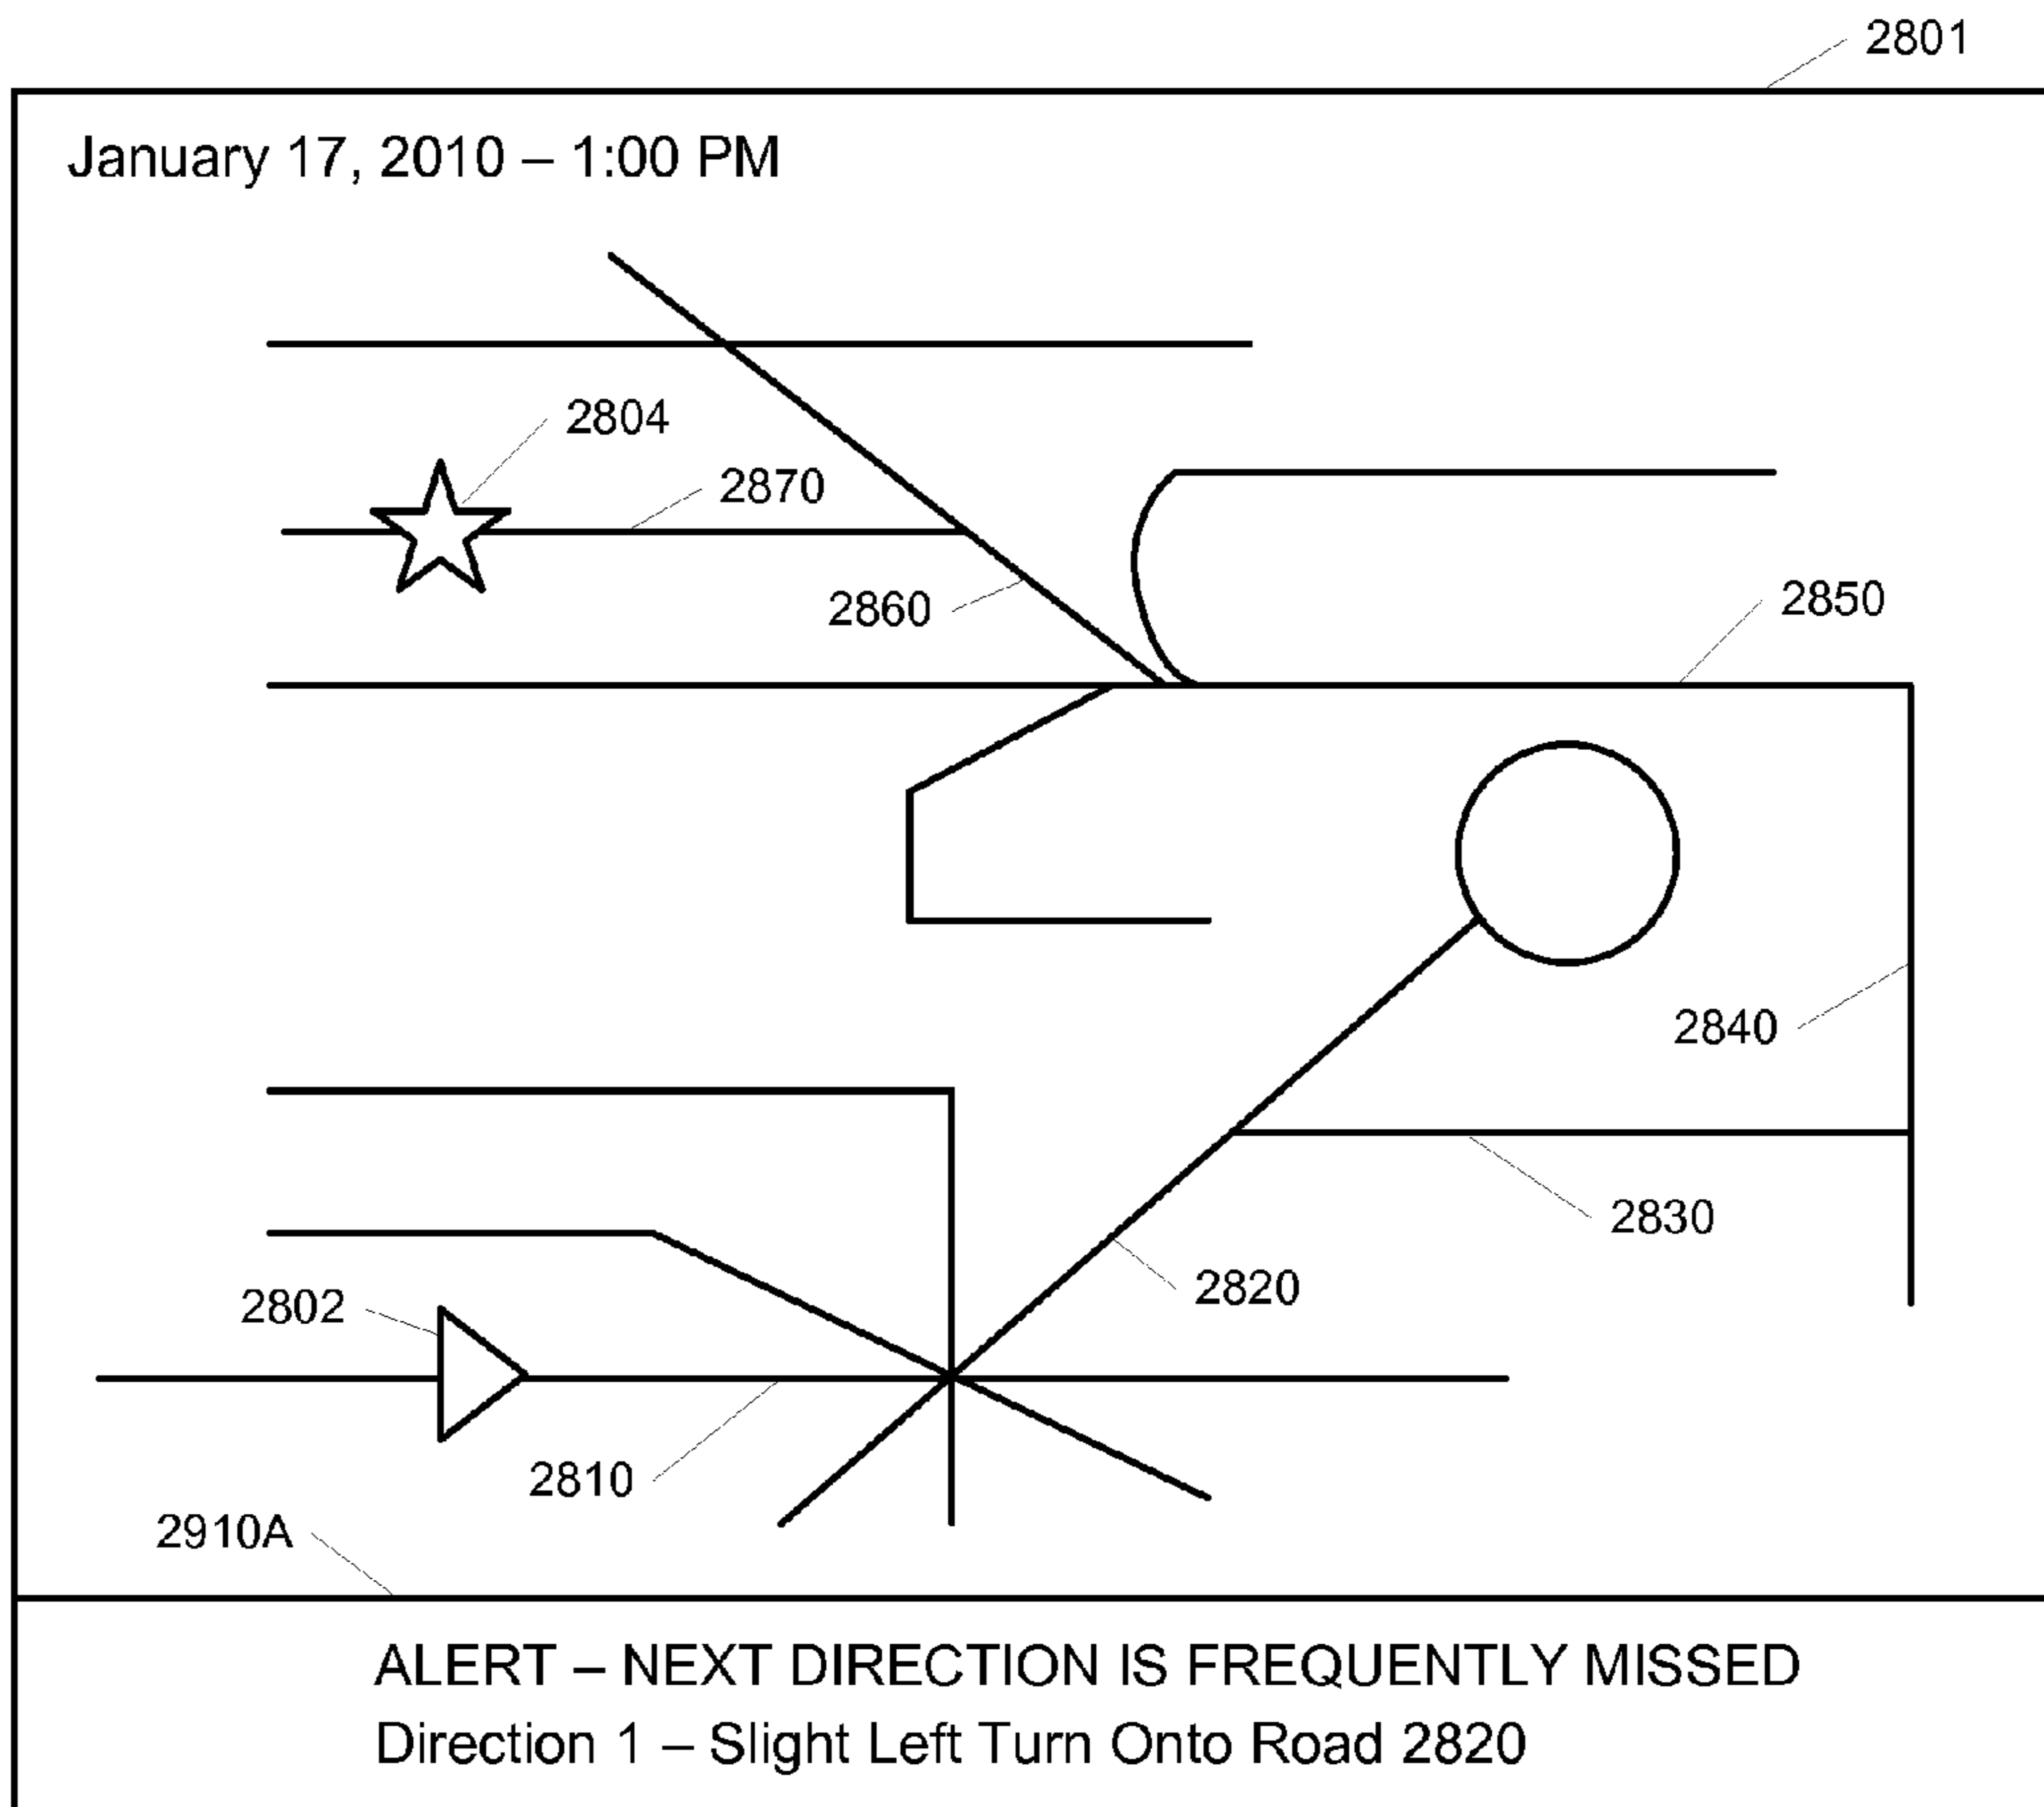 2801
January 17, 2010 – 1:00 PM
2804
2870
2860
2850
2840
2830
2820
2802
2810
2910A
ALERT – NEXT DIRECTION IS FREQUENTLY MISSED
Direction 1 – Slight Left Turn Onto Road 2820